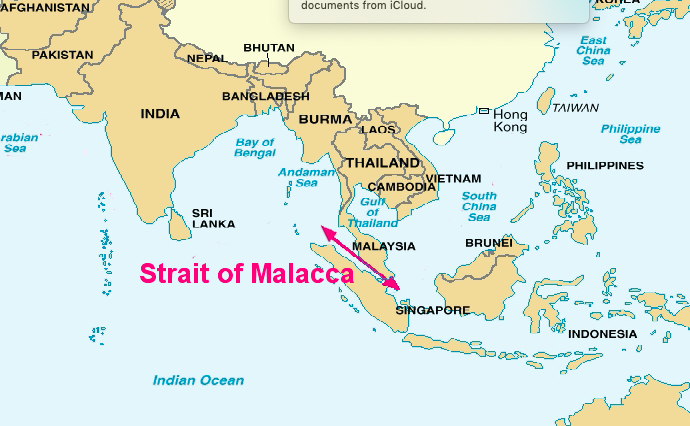 documents from iCloud.
AFGHANISTAN
KOREA
East
China
Sea
PAKISTAN
BHUTAN
NEPAL
BANGLADESH
INDIA
BURMA
LAOS
Hong
Kong
TAIWAN
Philippine
Sea
Bay of
Bengal
THAILAND
PHILIPPINES
Andaman
Sea
CAMBODIA
VIETNAM
South
China
Sea
Gulf
of
Thailand
SRI
LANKA
MALAYSIA
BRUNEI
Strait of Malacca
SINGAPORE
INDONESIA
Indian Ocean
MAN
rabian
Sea